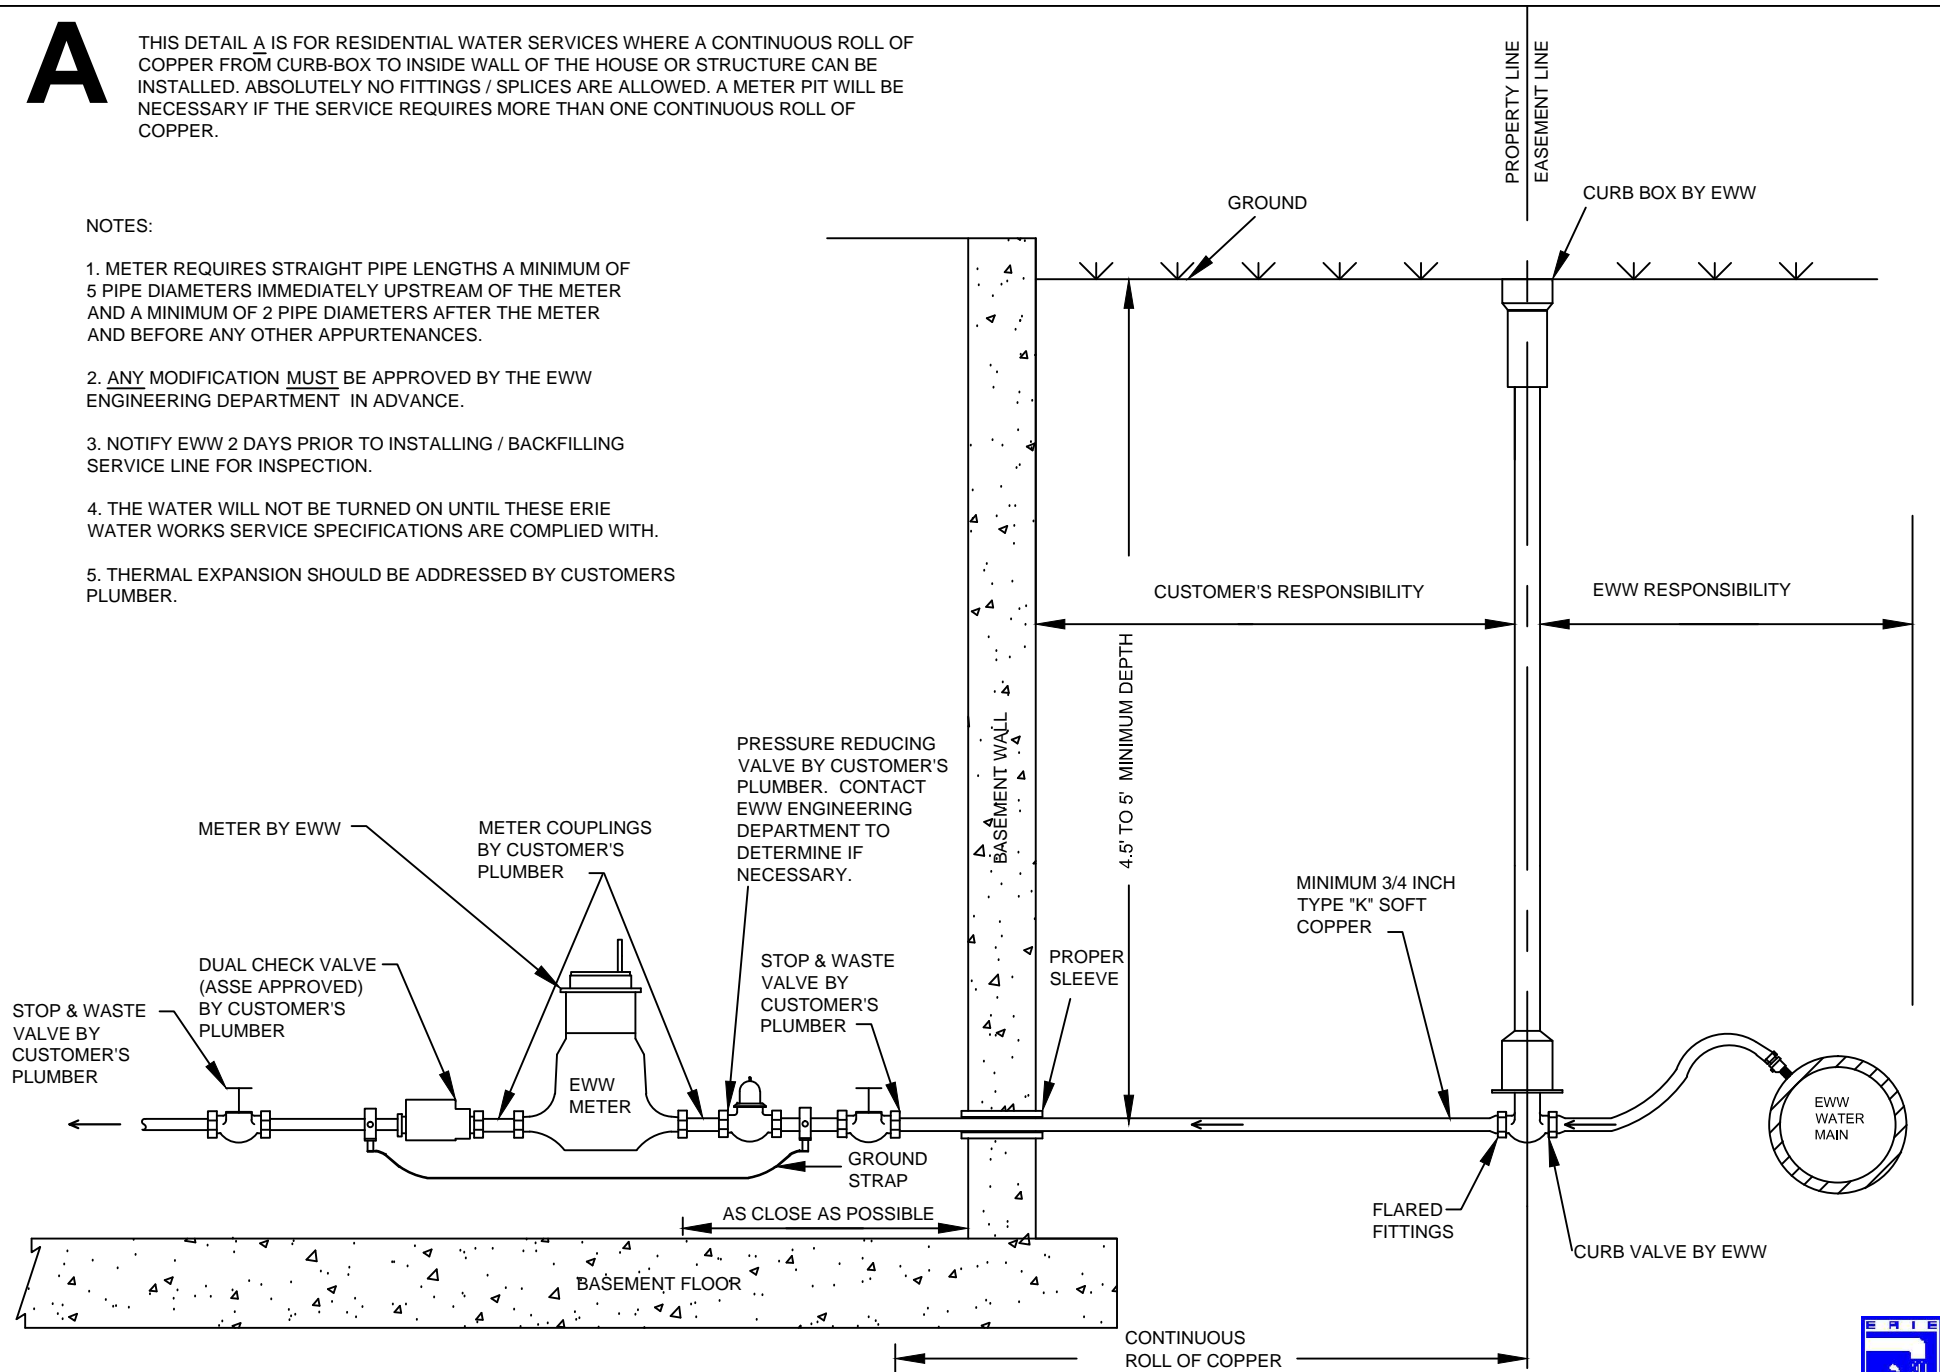 A
THIS DETAIL A IS FOR RESIDENTIAL WATER SERVICES WHERE A CONTINUOUS ROLL OF
COPPER FROM CURB-BOX TO INSIDE WALL OF THE HOUSE OR STRUCTURE CAN BE
INSTALLED. ABSOLUTELY NO FITTINGS / SPLICES ARE ALLOWED. A METER PIT WILL BE
NECESSARY IF THE SERVICE REQUIRES MORE THAN ONE CONTINUOUS ROLL OF
COPPER.
PROPERTY LINE
EASEMENT LINE
GROUND
CURB BOX BY EWW
NOTES:
1. METER REQUIRES STRAIGHT PIPE LENGTHS A MINIMUM OF
5 PIPE DIAMETERS IMMEDIATELY UPSTREAM OF THE METER
AND A MINIMUM OF 2 PIPE DIAMETERS AFTER THE METER
AND BEFORE ANY OTHER APPURTENANCES.
2. ANY MODIFICATION MUST BE APPROVED BY THE EWW
ENGINEERING DEPARTMENT IN ADVANCE.
3. NOTIFY EWW 2 DAYS PRIOR TO INSTALLING / BACKFILLING
SERVICE LINE FOR INSPECTION.
4. THE WATER WILL NOT BE TURNED ON UNTIL THESE ERIE
WATER WORKS SERVICE SPECIFICATIONS ARE COMPLIED WITH.
5. THERMAL EXPANSION SHOULD BE ADDRESSED BY CUSTOMERS
PLUMBER.
CUSTOMER'S RESPONSIBILITY
EWW RESPONSIBILITY
4.5' TO 5' MINIMUM DEPTH
BASEMENT WALL
PRESSURE REDUCING
VALVE BY CUSTOMER'S
PLUMBER. CONTACT
EWW ENGINEERING
DEPARTMENT TO
DETERMINE IF
NECESSARY.
METER BY EWW
METER COUPLINGS
BY CUSTOMER'S
PLUMBER
MINIMUM 3/4 INCH
TYPE "K" SOFT
COPPER
DUAL CHECK VALVE
(ASSE APPROVED)
BY CUSTOMER'S
PLUMBER
STOP & WASTE
VALVE BY
CUSTOMER'S
PLUMBER
PROPER
SLEEVE
STOP & WASTE
VALVE BY
CUSTOMER'S
PLUMBER
EWW
METER
EWW
WATER
MAIN
GROUND
STRAP
AS CLOSE AS POSSIBLE
FLARED
FITTINGS
CURB VALVE BY EWW
BASEMENT FLOOR
CONTINUOUS
ROLL OF COPPER
ERIE